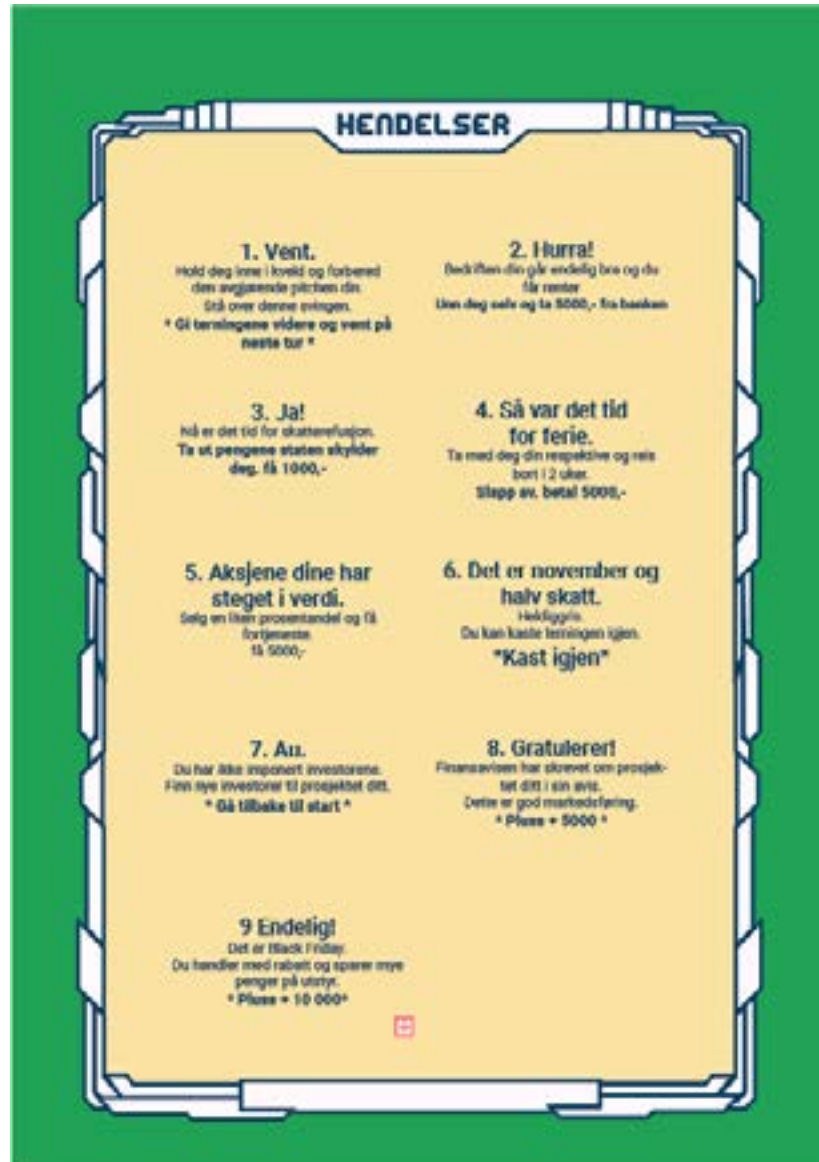 HENDELSER
1. Vent.
Hold deg inne i kveld og forbered
den avgjørende pitchen din
Stå over denne svingen.
* Gi terningene videre og vent på
neste tur *
2. Hurra!
Bedriften din går endelig bra og du
får renter
Unn deg selv og ta 5000,- fra banken
3. Ja!
Nå er det tid for skatterefusjon.
Ta ut pengene staten skylder
deg. få 1000,-
4. Så var det tid
for ferie.
Ta med deg din respektive og reis
bort i 2 uker.
Slapp av. betal 5000,-
5. Aksjene dine har
steget i verdi.
Selg en liten prosentandel og få
fortjeneste
få 5000,-
6. Det er november og
halv skatt.
Heldiggris.
Du kan kaste terningen igjen.
*Kast igjen*
7. Au.
Du har ikke imponert investorene.
Finn nye investorer til prosjektet ditt.
* Gå tilbake til start *
8. Gratulerer!
Finansavisen har skrevet om prosjek-
tet ditt i sin avis.
Dette er god markedsføring.
* Pluss + 5000 *
9 Endelig!
Det er Black Friday.
Du handler med rabatt og sparer mye
penger på utstyr.
* Pluss + 10 000*